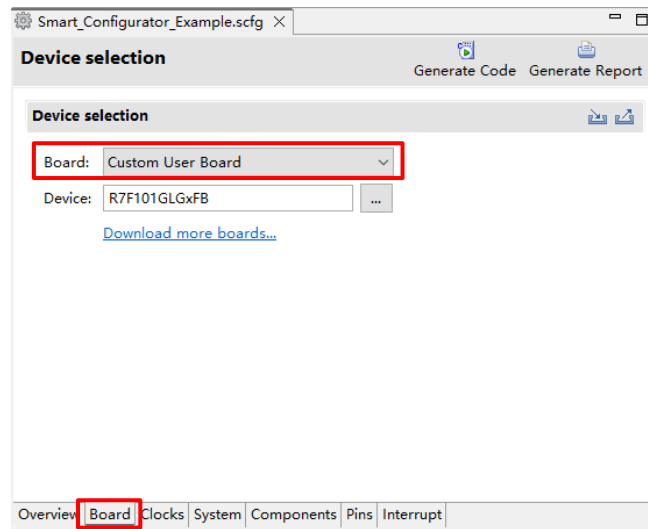 Smart_Configurator_Example.scfg
Device selection
Generate Code Generate Report
Device selection
Board: Custom User Board
Device: R7F101GLGxFB ...
Download more boards...
Overview Board Clocks System Components Pins Interrupt